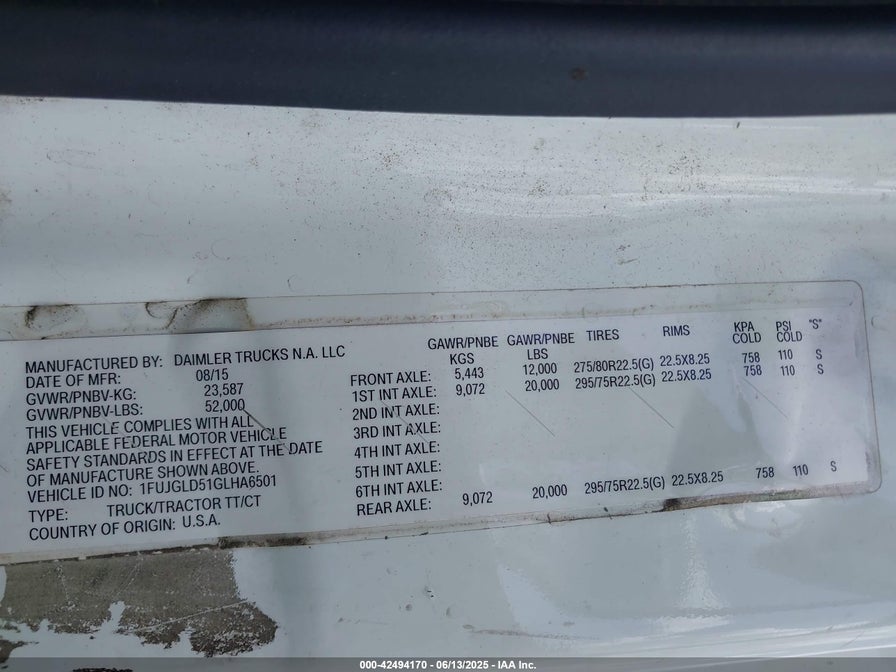 MANUFACTURED BY: DAIMLER TRUCKS N.A. LLC
DATE OF MFR: 08/15
GVWR/PNBV-KG: 23,587
GVWR/PNBV-LBS: 52,000
THIS VEHICLE COMPLIES WITH ALL
APPLICABLE FEDERAL MOTOR VEHICLE
SAFETY STANDARDS IN EFFECT AT THE DATE
OF MANUFACTURE SHOWN ABOVE.
VEHICLE ID NO: 1FUJGLD51GLHA6501
TYPE: TRUCK/TRACTOR TT/CT
COUNTRY OF ORIGIN: U.S.A.
GAWR/PNBE GAWR/PNBE TIRES RIMS KPA PSI "S"
KGS LBS COLD COLD
FRONT AXLE: 5,443 12,000 275/80R22.5(G) 22.5X8.25 758 110 S
1ST INT AXLE: 9,072 20,000 295/75R22.5(G) 22.5X8.25 758 110 S
2ND INT AXLE:
3RD INT AXLE:
4TH INT AXLE:
5TH INT AXLE:
6TH INT AXLE:
REAR AXLE: 9,072 20,000 295/75R22.5(G) 22.5X8.25 758 110 S
000-42494170 - 06/13/2025 - IAA Inc.